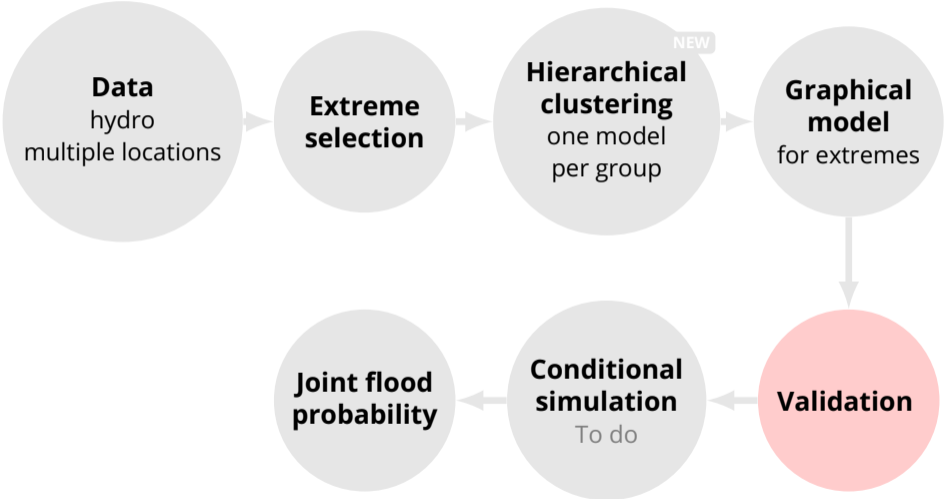 Data
hydro
multiple locations
Extreme
selection
NEW
Hierarchical
clustering
one model
per group
Graphical
model
for extremes
Joint flood
probability
Conditional
simulation
To do
Validation